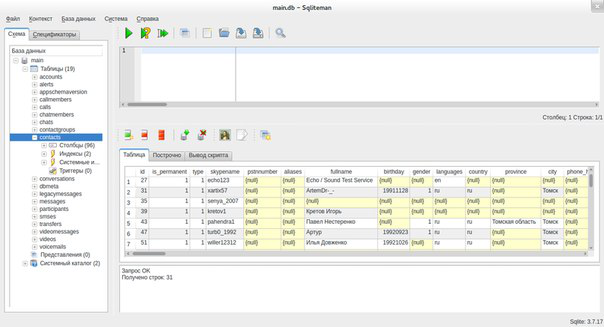 main.db – Sqliteman
Файл Контекст База данных Система Справка
Схема Спецификаторы
База данных
main
Таблицы (19)
accounts
alerts
appschemaversion
callmembers
calls
chatmembers
chats
contactgroups
contacts
Столбцы (96)
Индексы (2)
Системные и...
Триггеры (0)
conversations
dbmeta
legacymessages
messages
participants
smses
transfers
videomessages
videos
voicemails
Представления (0)
Системный каталог (2)
1
Столбец: 1 Строка: 1/1
Таблица Построчно Вывод скрипта
id is_permanent type skypename pstnnumber aliases fullname birthday gender languages country province city
1 27 1 1 echo123 {null} {null} Echo / Sound Test Service {null} {null} en {null} {null} {null} {null}
2 31 1 1 xartix57 {null} {null} ArtemDr-_- 19911128 1 ru ru {null} Томск {null}
3 35 1 1 senya_2007 {null} {null} {null} {null} {null} {null} {null} {null} {null} {null}
4 39 1 1 kretov1 {null} {null} Кретов Игорь {null} {null} {null} {null} {null} {null} {null}
5 43 1 1 pahendra1 {null} {null} Павел Нестеренко {null} 1 ru ru Томская область Томск {null}
6 47 1 1 turb0_1992 {null} {null} Артур 19920923 1 ru ru {null} Томск {null}
7 51 1 1 willer12312 {null} {null} Илья Довженко 19921026 {null} ru ru {null} Томск {null}
Запрос OK
Получено строк: 31
Sqlite: 3.7.17